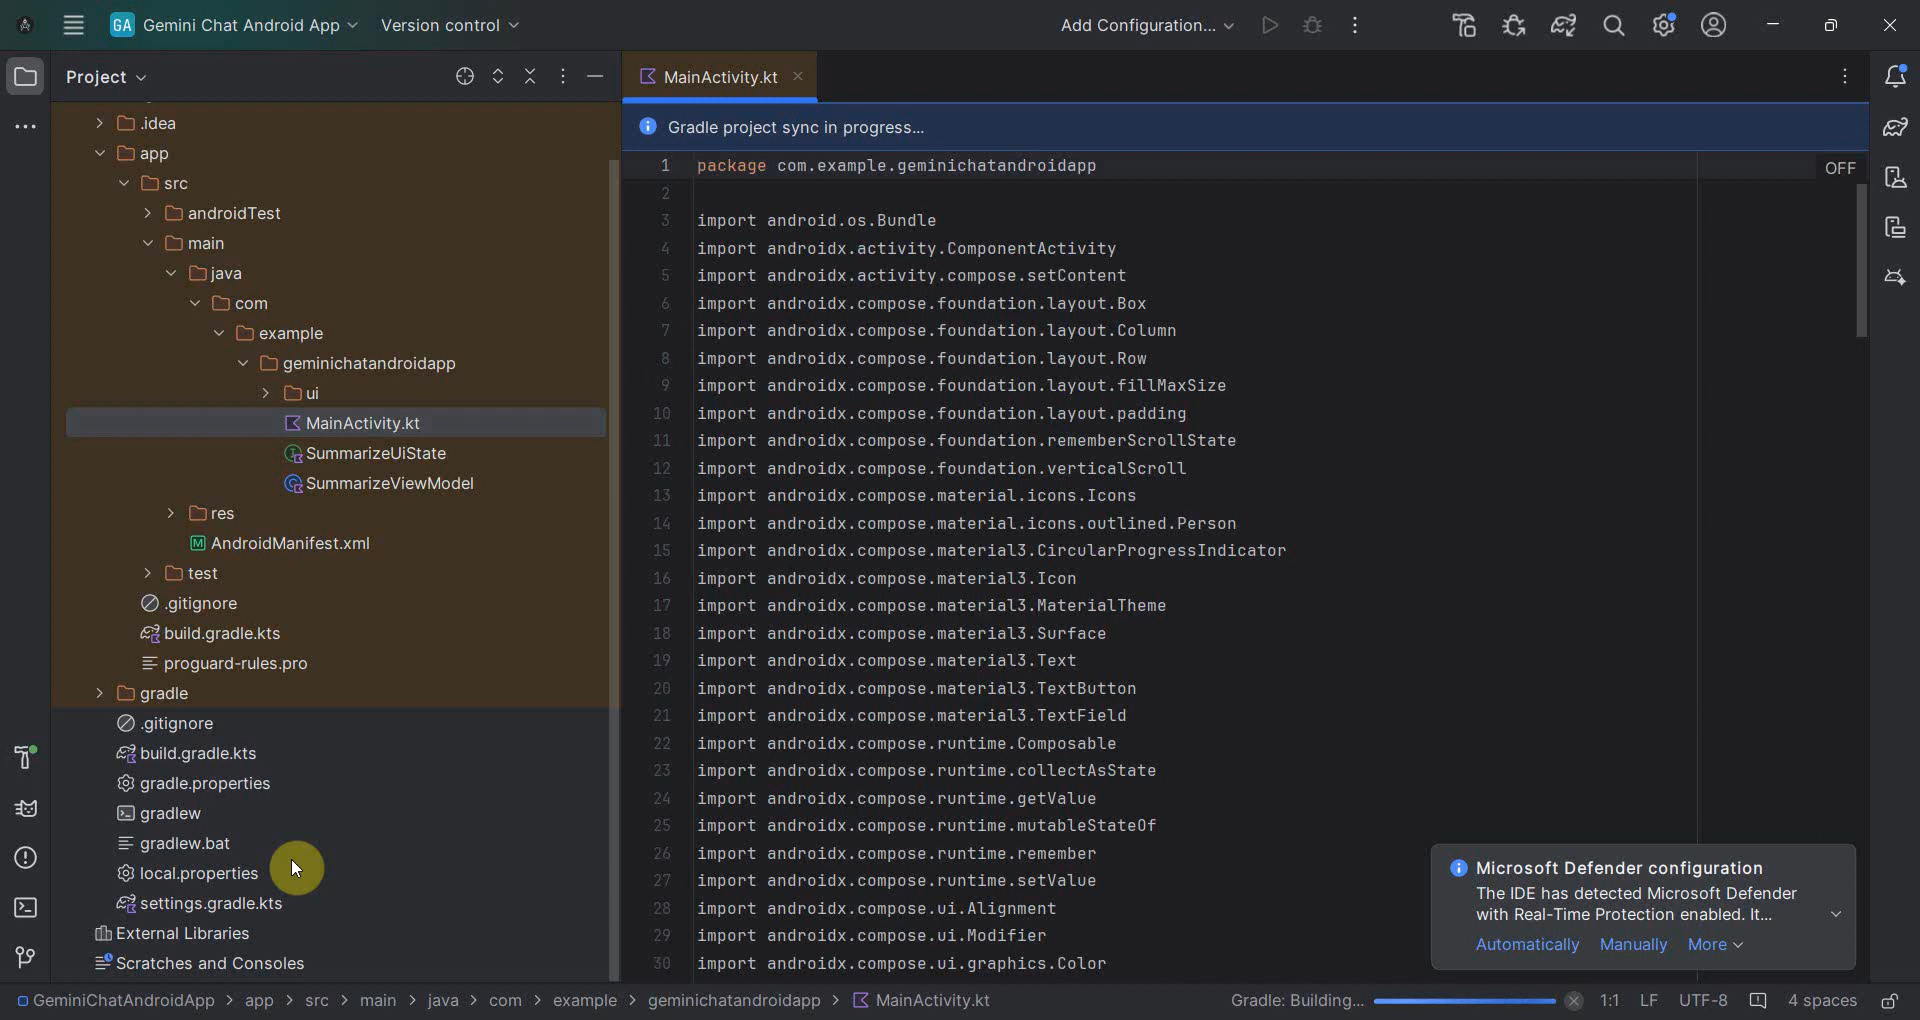 GA Gemini Chat Android App Version control Add Configuration...
Project
MainActivity.kt
.idea
Gradle project sync in progress...
app
src
androidTest
main
java
com
example
geminichatandroidapp
ui
MainActivity.kt
SummarizeUiState
SummarizeViewModel
res
AndroidManifest.xml
test
.gitignore
build.gradle.kts
proguard-rules.pro
gradle
.gitignore
build.gradle.kts
gradle.properties
gradlew
gradlew.bat
local.properties
settings.gradle.kts
External Libraries
Scratches and Consoles
1 package com.example.geminichatandroidapp OFF
2
3 import android.os.Bundle
4 import androidx.activity.ComponentActivity
5 import androidx.activity.compose.setContent
6 import androidx.compose.foundation.layout.Box
7 import androidx.compose.foundation.layout.Column
8 import androidx.compose.foundation.layout.Row
9 import androidx.compose.foundation.layout.fillMaxSize
10 import androidx.compose.foundation.layout.padding
11 import androidx.compose.foundation.rememberScrollState
12 import androidx.compose.foundation.verticalScroll
13 import androidx.compose.material.icons.Icons
14 import androidx.compose.material.icons.outlined.Person
15 import androidx.compose.material3.CircularProgressIndicator
16 import androidx.compose.material3.Icon
17 import androidx.compose.material3.MaterialTheme
18 import androidx.compose.material3.Surface
19 import androidx.compose.material3.Text
20 import androidx.compose.material3.TextButton
21 import androidx.compose.material3.TextField
22 import androidx.compose.runtime.Composable
23 import androidx.compose.runtime.collectAsState
24 import androidx.compose.runtime.getValue
25 import androidx.compose.runtime.mutableStateOf
26 import androidx.compose.runtime.remember
27 import androidx.compose.runtime.setValue
28 import androidx.compose.ui.Alignment
29 import androidx.compose.ui.Modifier
30 import androidx.compose.ui.graphics.Color
Microsoft Defender configuration
The IDE has detected Microsoft Defender
with Real-Time Protection enabled. It...
Automatically Manually More
GeminiChatAndroidApp > app > src > main > java > com > example > geminichatandroidapp > MainActivity.kt Gradle: Building... 1:1 LF UTF-8 4 spaces